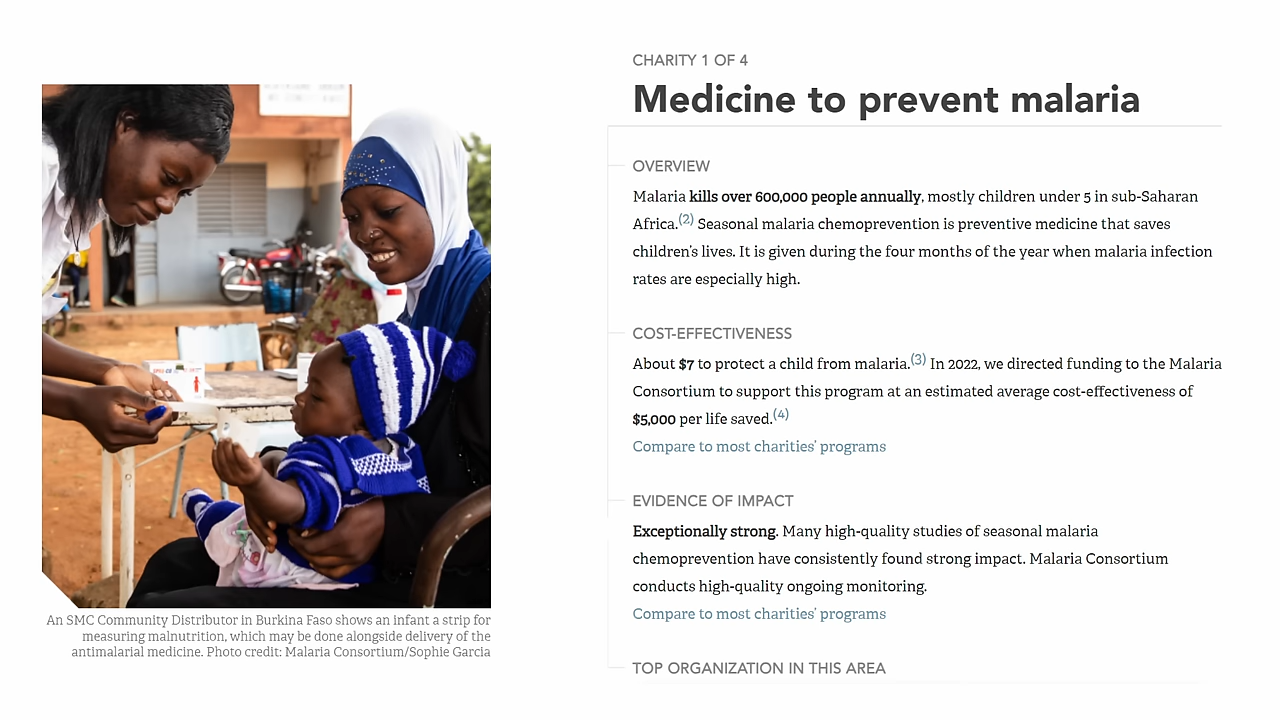 CHARITY 1 OF 4
Medicine to prevent malaria
OVERVIEW
Malaria kills over 600,000 people annually, mostly children under 5 in sub-Saharan
Africa.(2) Seasonal malaria chemoprevention is preventive medicine that saves
children's lives. It is given during the four months of the year when malaria infection
rates are especially high.
COST-EFFECTIVENESS
About $7 to protect a child from malaria.(3) In 2022, we directed funding to the Malaria
Consortium to support this program at an estimated average cost-effectiveness of
$5,000 per life saved.(4)
Compare to most charities' programs
EVIDENCE OF IMPACT
Exceptionally strong. Many high-quality studies of seasonal malaria
chemoprevention have consistently found strong impact. Malaria Consortium
conducts high-quality ongoing monitoring.
Compare to most charities' programs
TOP ORGANIZATION IN THIS AREA
An SMC Community Distributor in Burkina Faso shows an infant a strip for
measuring malnutrition, which may be done alongside delivery of the
antimalarial medicine. Photo credit: Malaria Consortium/Sophie Garcia